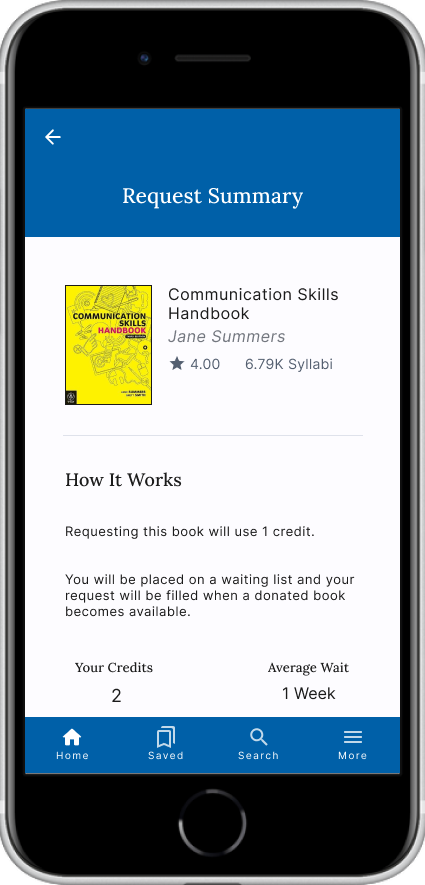 Request Summary
COMMUNICATION
SKILLS
HANDBOOK
Communication Skills
Handbook
Jane Summers
4.00 6.79K Syllabi
How It Works
Requesting this book will use 1 credit.
You will be placed on a waiting list and your
request will be filled when a donated book
becomes available.
Your Credits Average Wait
2 1 Week
Home Saved Search More